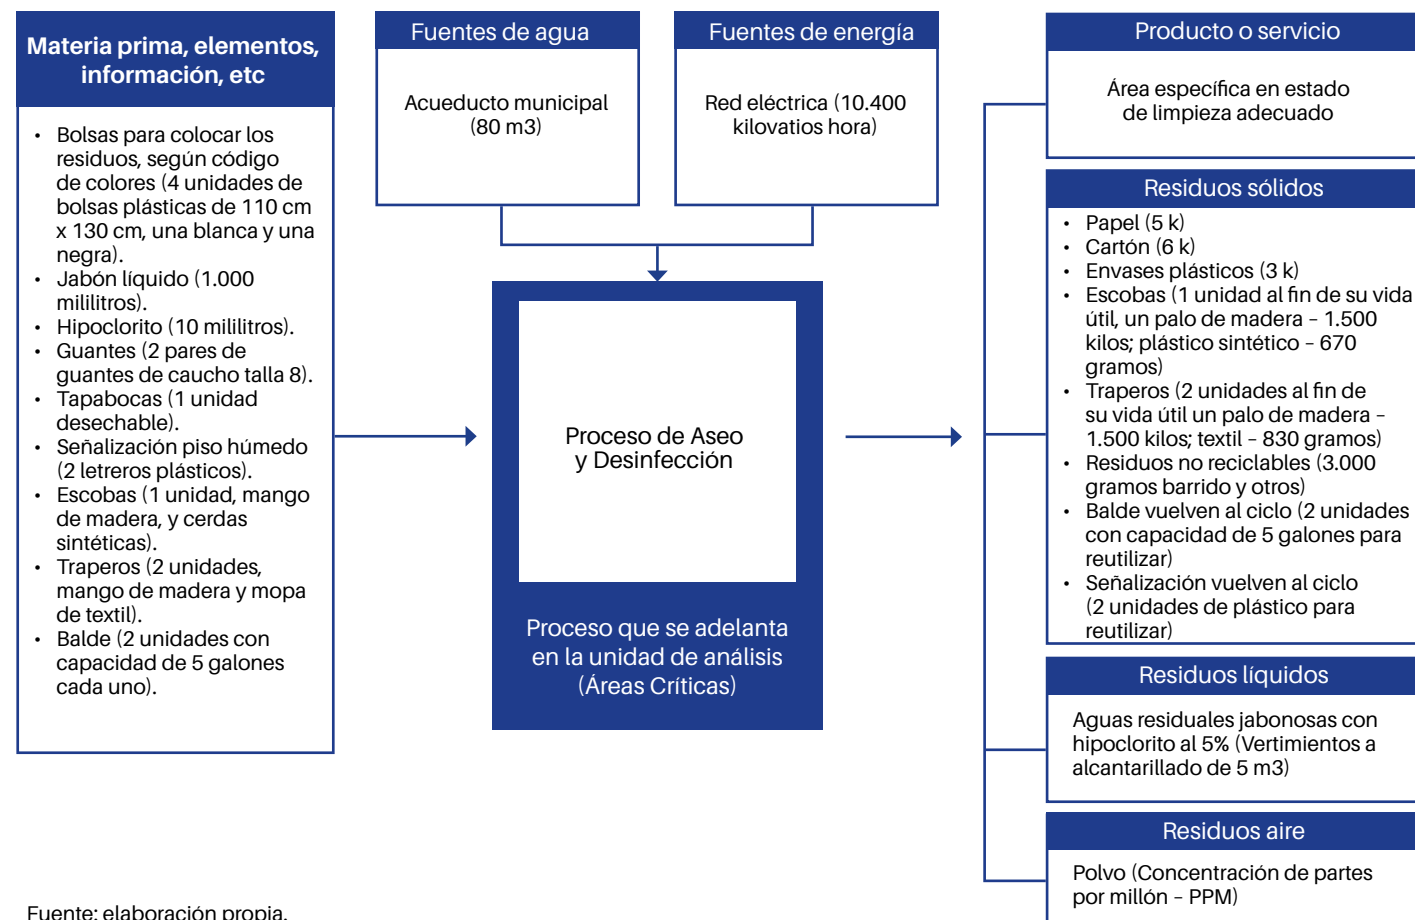 Materia prima, elementos,
información, etc
• Bolsas para colocar los
residuos, según código
de colores (4 unidades de
bolsas plásticas de 110 cm
x 130 cm, una blanca y una
negra).
• Jabón líquido (1.000
mililitros).
• Hipoclorito (10 mililitros).
• Guantes (2 pares de
guantes de caucho talla 8).
• Tapabocas (1 unidad
desechable).
• Señalización piso húmedo
(2 letreros plásticos).
• Escobas (1 unidad, mango
de madera, y cerdas
sintéticas).
• Traperos (2 unidades,
mango de madera y mopa
de textil).
• Balde (2 unidades con
capacidad de 5 galones
cada uno).
Fuentes de agua
Acueducto municipal
(80 m3)
Fuentes de energía
Red eléctrica (10.400
kilovatios hora)
Proceso de Aseo
y Desinfección
Proceso que se adelanta
en la unidad de análisis
(Áreas Críticas)
Producto o servicio
Área específica en estado
de limpieza adecuado
Residuos sólidos
• Papel (5 k)
• Cartón (6 k)
• Envases plásticos (3 k)
• Escobas (1 unidad al fin de su vida
útil, un palo de madera – 1.500
kilos; plástico sintético – 670
gramos)
• Traperos (2 unidades al fin de
su vida útil un palo de madera –
1.500 kilos; textil – 830 gramos)
• Residuos no reciclables (3.000
gramos barrido y otros)
• Balde vuelven al ciclo (2 unidades
con capacidad de 5 galones para
reutilizar)
• Señalización vuelven al ciclo
(2 unidades de plástico para
reutilizar)
Residuos líquidos
Aguas residuales jabonosas con
hipoclorito al 5% (Vertimientos a
alcantarillado de 5 m3)
Residuos aire
Polvo (Concentración de partes
por millón – PPM)
Fuente: elaboración propia.